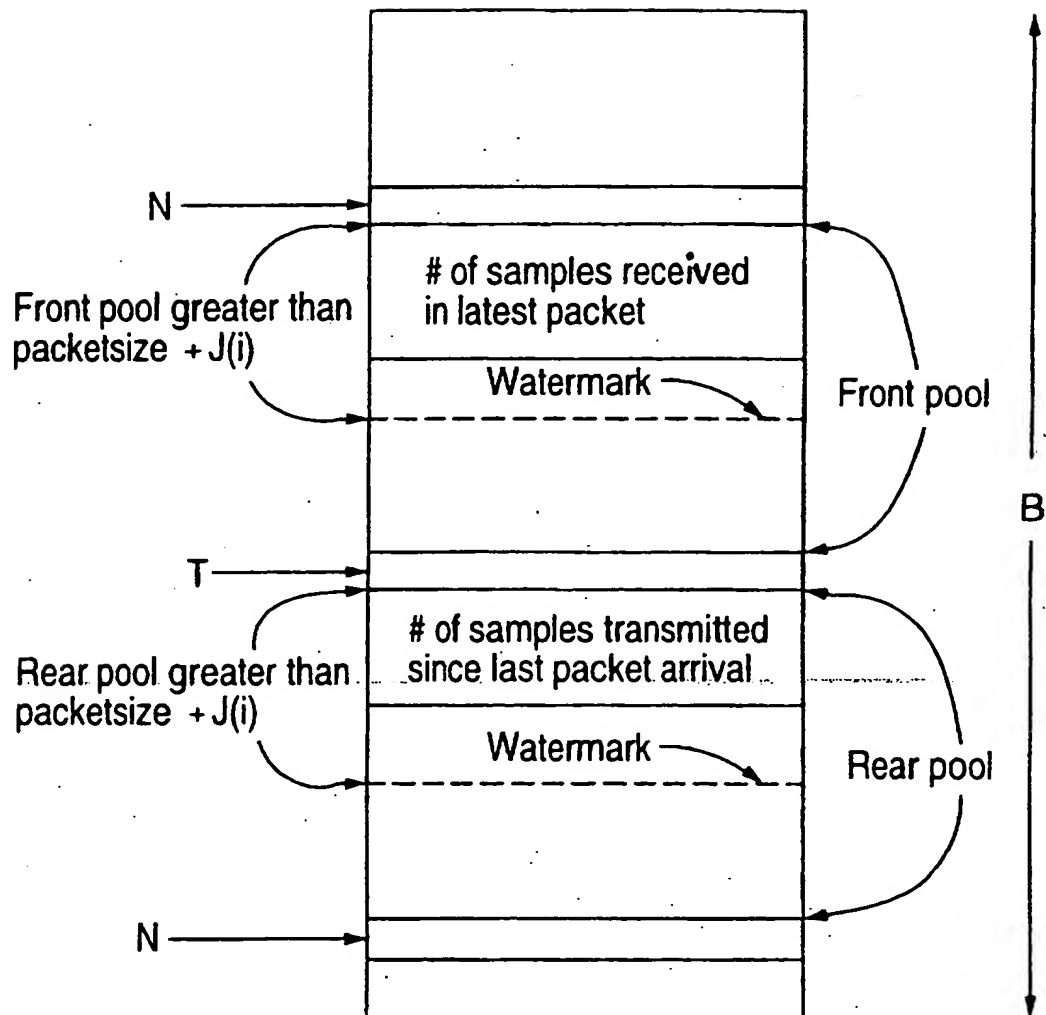 N
# of samples received
in latest packet
Front pool greater than
packetsize + J(i)
Watermark
Front pool
B
T
# of samples transmitted
since last packet arrival
Rear pool greater than
packetsize + J(i)
Watermark
Rear pool
N